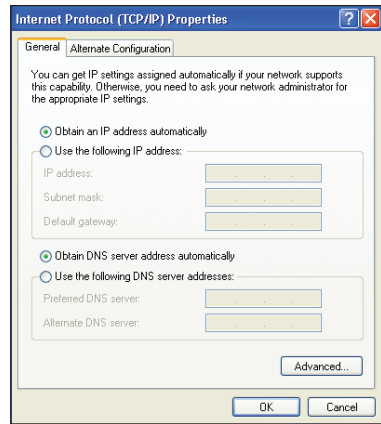 Internet Protocol (TCP/IP) Properties
General
Alternate Configuration
You can get IP settings assigned automatically if your network supports
this capability. Otherwise, you need to ask your network administrator for
the appropriate IP settings.
Obtain an IP address automatically
Use the following IP address:
IP address:
Subnet mask:
Default gateway:
Obtain DNS server address automatically
Use the following DNS server addresses:
Preferred DNS server:
Alternate DNS server:
Advanced...
OK
Cancel